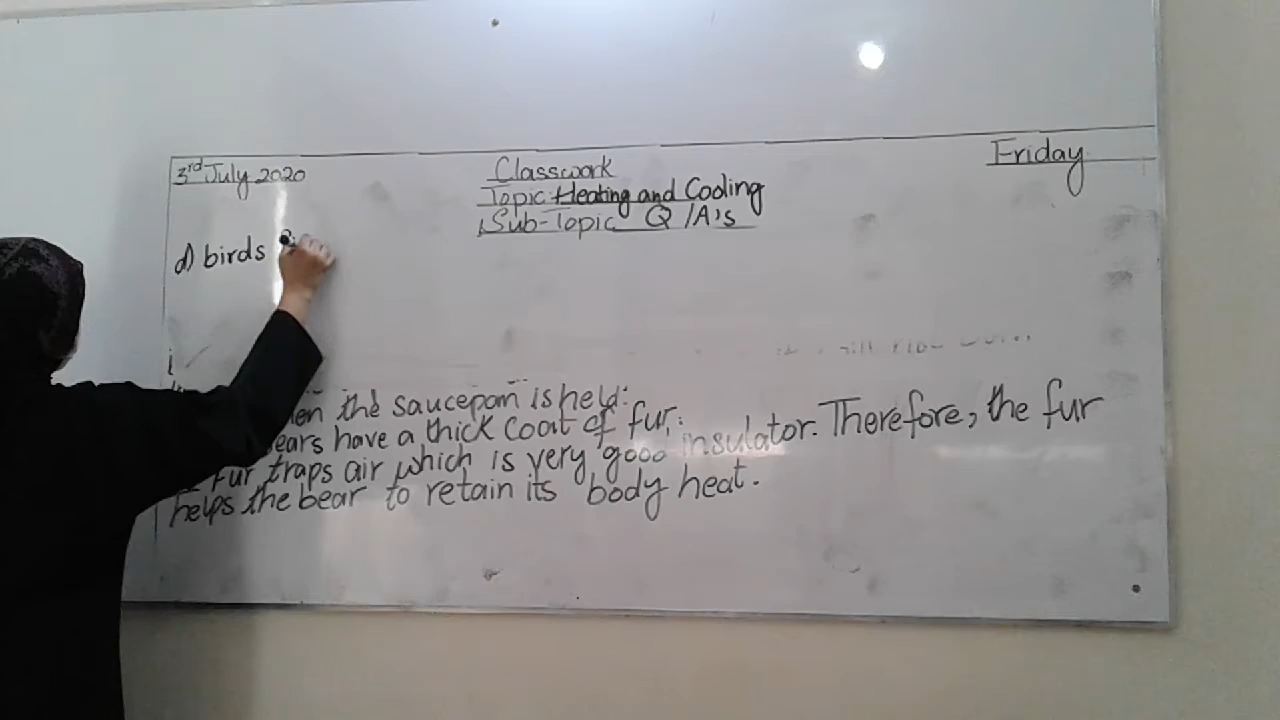 3rd July 2020 Classwork Friday
Topic: Heating and Cooling
Sub-Topic Q/A's
d) birds
i
the saucepan is held:
have a thick coat of fur.
fur traps air which is very good insulator. Therefore, the fur
helps the bear to retain its body heat.